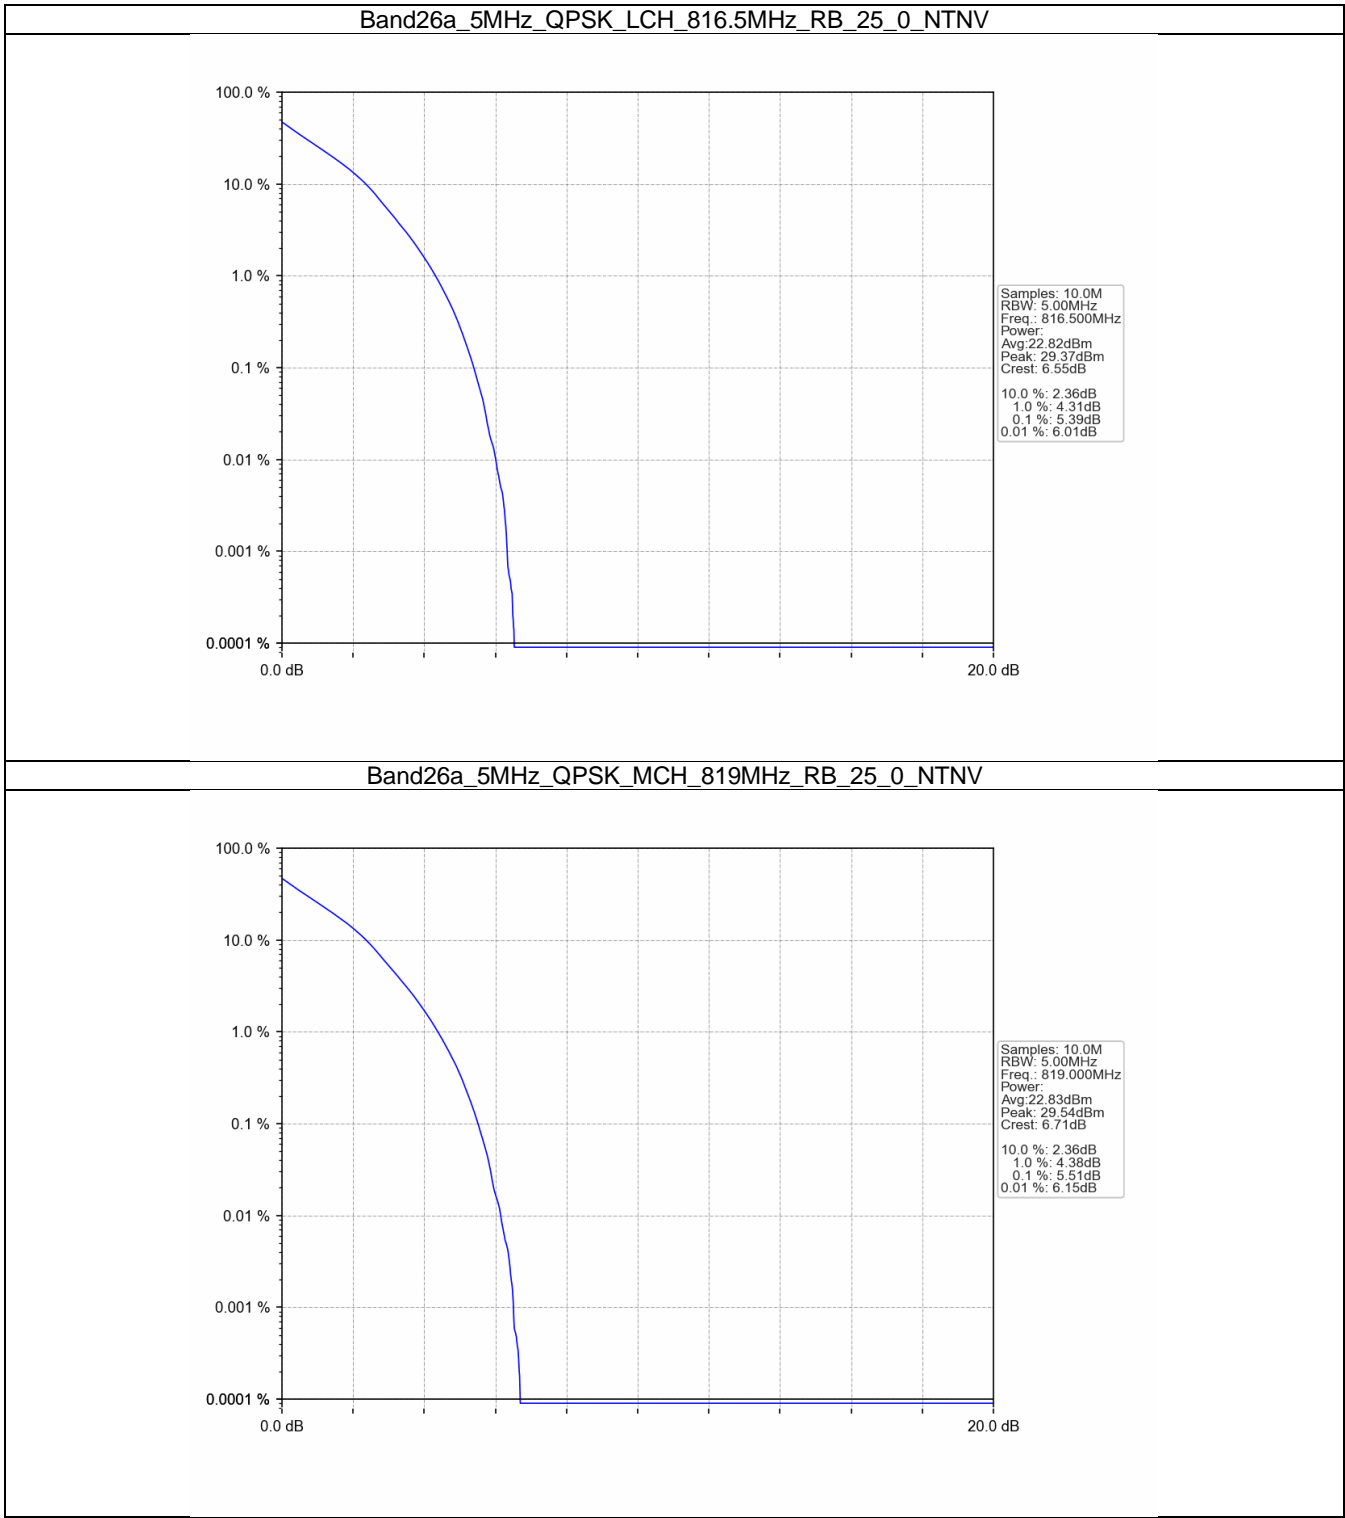 Band26a_5MHz_QPSK_LCH_816.5MHz_RB_25_0_NTNV
100.0 %
10.0 %
1.0 %
0.1 %
0.01 %
0.001 %
0.0001 %
0.0 dB
20.0 dB
Samples: 10.0M
RBW: 5.00MHz
Freq.: 816.500MHz
Power:
Avg:22.82dBm
Peak: 29.37dBm
Crest: 6.55dB
10.0 %: 2.36dB
1.0 %: 4.31dB
0.1 %: 5.39dB
0.01 %: 6.01dB
Band26a_5MHz_QPSK_MCH_819MHz_RB_25_0_NTNV
100.0 %
10.0 %
1.0 %
0.1 %
0.01 %
0.001 %
0.0001 %
0.0 dB
20.0 dB
Samples: 10.0M
RBW: 5.00MHz
Freq.: 819.000MHz
Power:
Avg:22.83dBm
Peak: 29.54dBm
Crest: 6.71dB
10.0 %: 2.36dB
1.0 %: 4.38dB
0.1 %: 5.51dB
0.01 %: 6.15dB